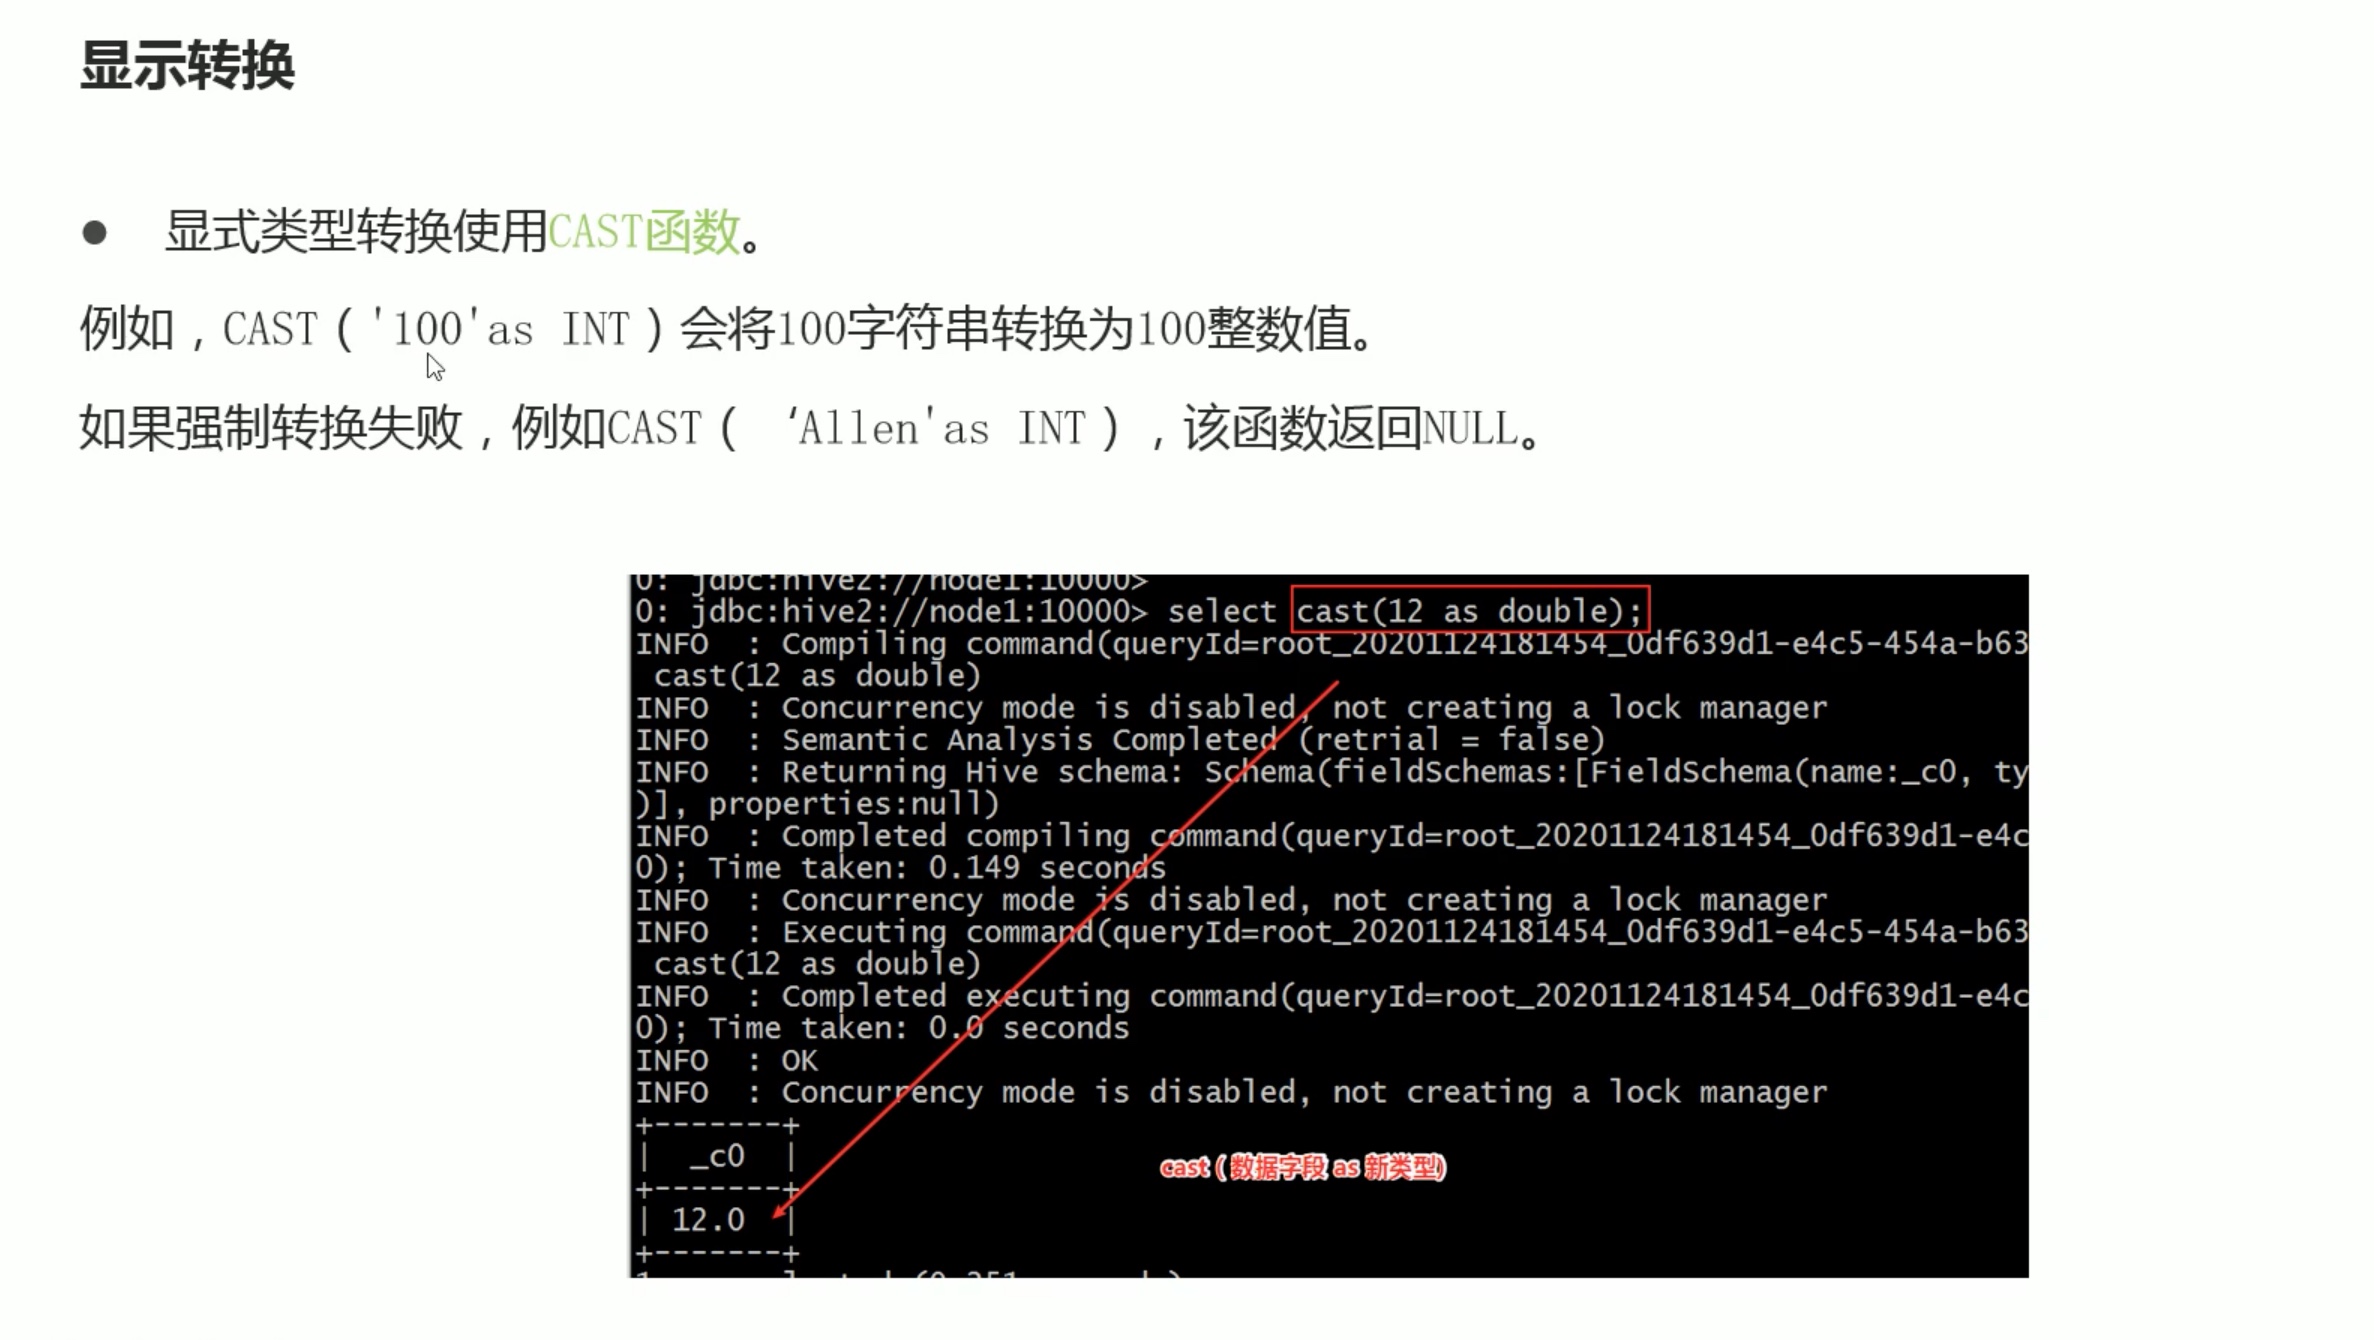 显示转换
● 显式类型转换使用CAST函数。
例如，CAST（'100'as INT）会将100字符串转换为100整数值。
如果强制转换失败，例如CAST（‘Allen'as INT），该函数返回NULL。
0: jdbc:hive2://node1:10000>
0: jdbc:hive2://node1:10000> select cast(12 as double);
INFO  : Compiling command(queryId=root_20201124181454_0df639d1-e4c5-454a-b63
cast(12 as double)
INFO  : Concurrency mode is disabled, not creating a lock manager
INFO  : Semantic Analysis Completed (retrial = false)
INFO  : Returning Hive schema: Schema(fieldSchemas:[FieldSchema(name:_c0, ty
)], properties:null)
INFO  : Completed compiling command(queryId=root_20201124181454_0df639d1-e4c
0); Time taken: 0.149 seconds
INFO  : Concurrency mode is disabled, not creating a lock manager
INFO  : Executing command(queryId=root_20201124181454_0df639d1-e4c5-454a-b63
cast(12 as double)
INFO  : Completed executing command(queryId=root_20201124181454_0df639d1-e4c
0); Time taken: 0.0 seconds
INFO  : OK
INFO  : Concurrency mode is disabled, not creating a lock manager
+-------+
|  _c0  |
+-------+
| 12.0  |
+-------+
cast（数据字段 as 新类型)